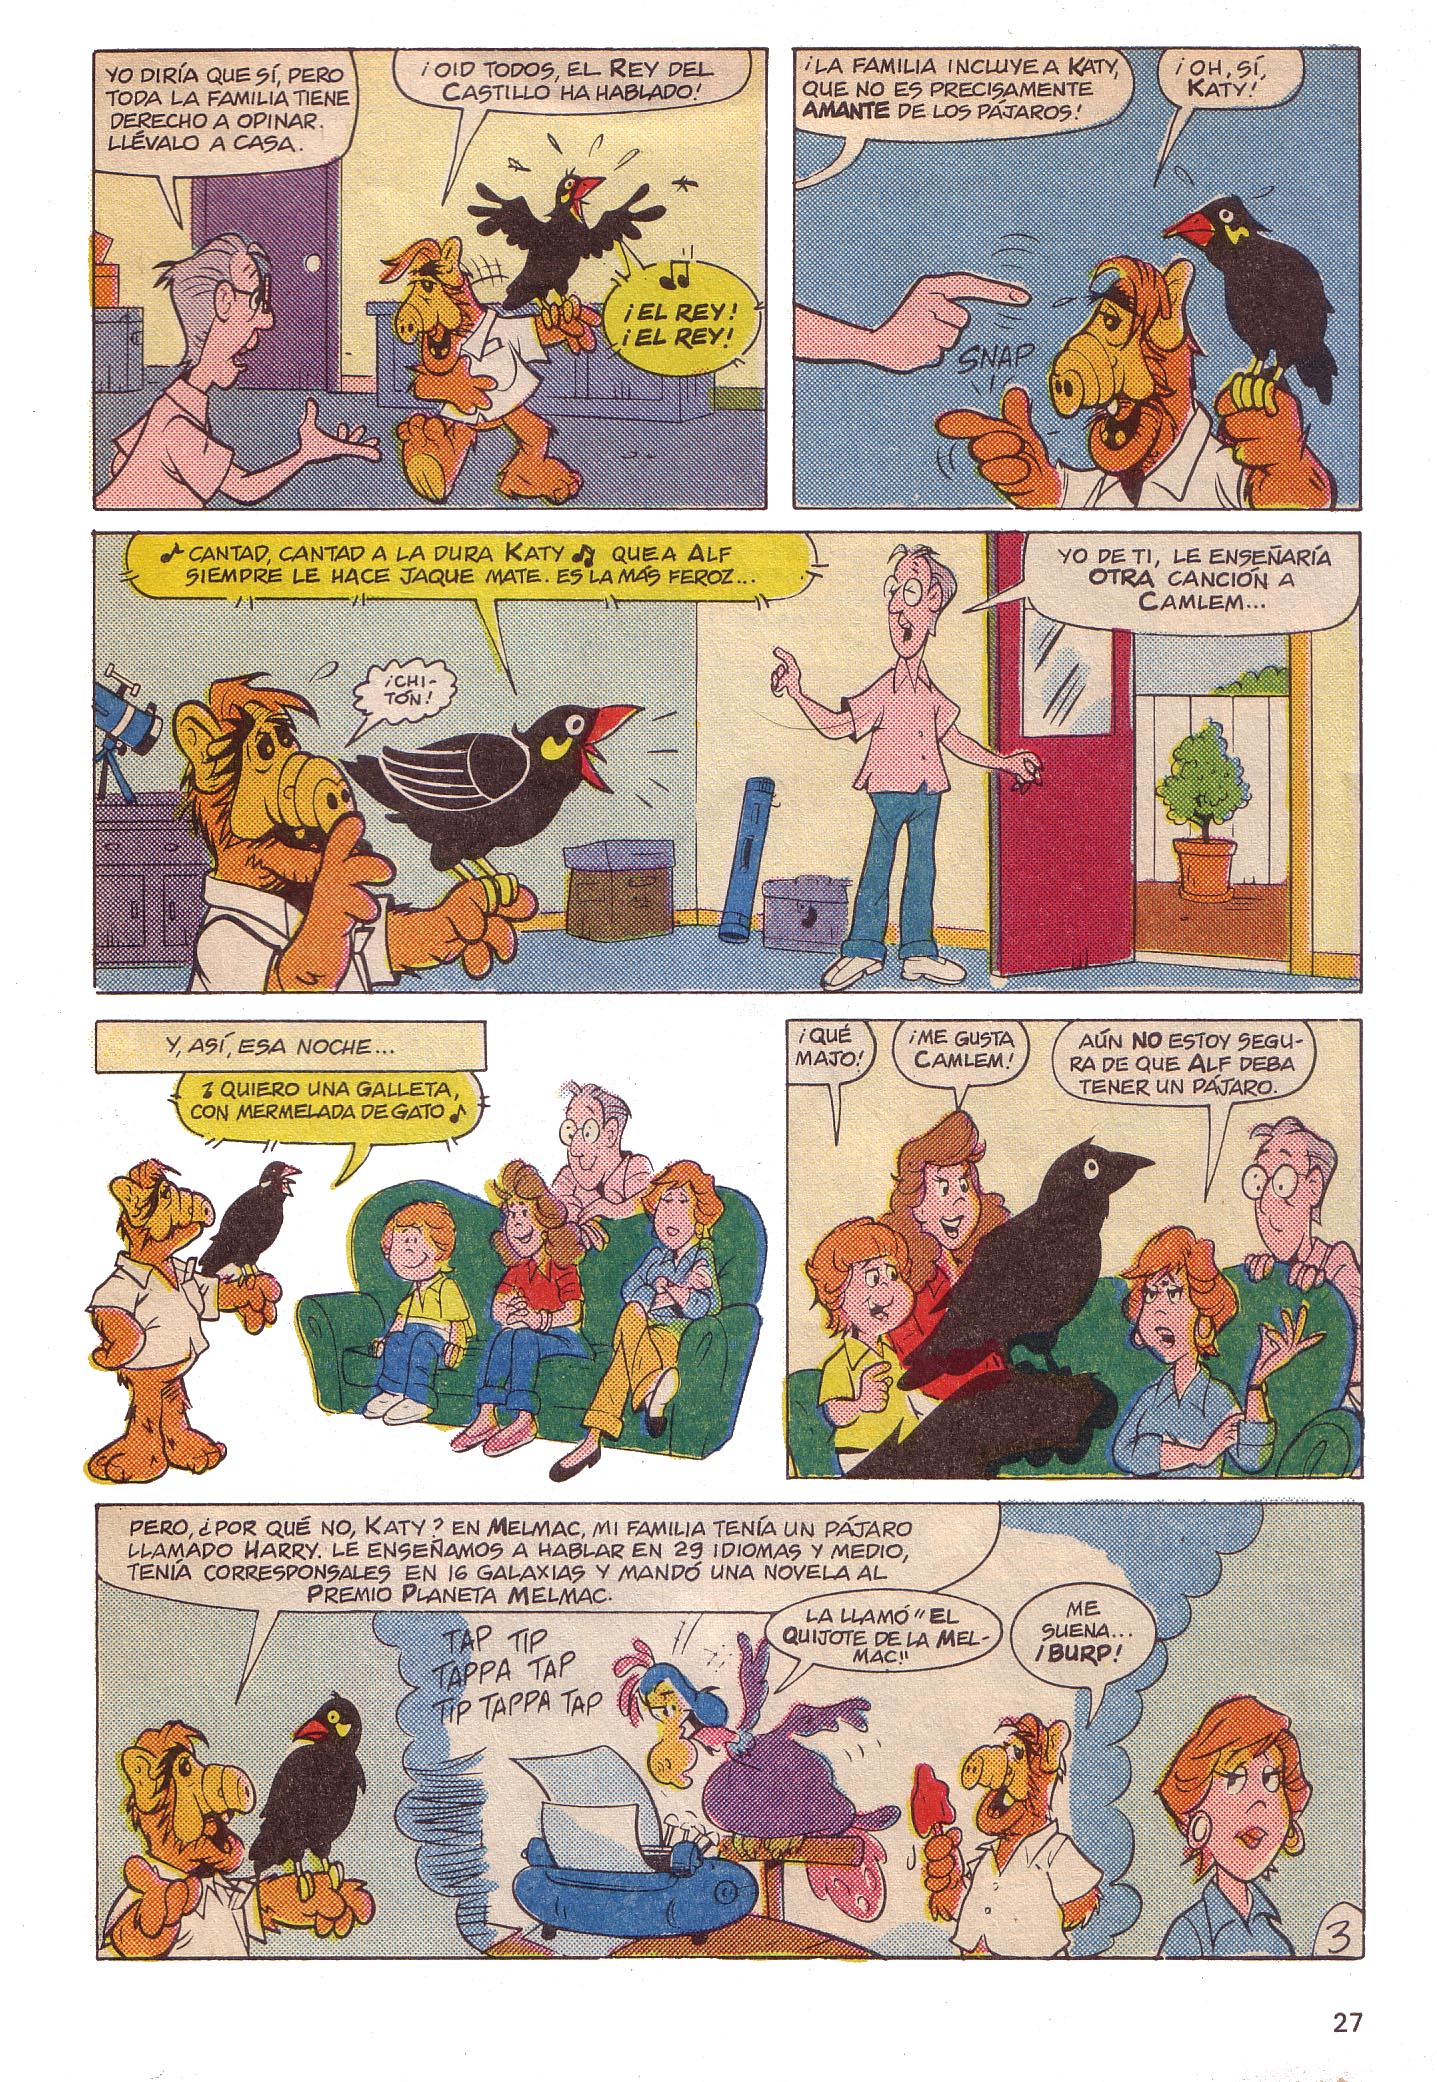 YO DIRÍA QUE SÍ, PERO
TODA LA FAMILIA TIENE
DERECHO A OPINAR.
LLÉVALO A CASA.
¡OID TODOS, EL REY DEL
CASTILLO HA HABLADO!
¡EL REY!
¡EL REY!
¡LA FAMILIA INCLUYE A KATY,
QUE NO ES PRECISAMENTE
AMANTE DE LOS PÁJAROS!
¡OH, SÍ,
KATY!
SNAP
♪ CANTAD, CANTAD A LA DURA KATY ♫ QUE A ALF
SIEMPRE LE HACE JAQUE MATE. ES LA MÁS FEROZ...
¡CHI-
TÓN!
YO DE TI, LE ENSEÑARÍA
OTRA CANCIÓN A
CAMLEM...
Y, ASÍ, ESA NOCHE...
♪ QUIERO UNA GALLETA,
CON MERMELADA DE GATO ♪
¡QUÉ
MAJO!
¡ME GUSTA
CAMLEM!
AÚN NO ESTOY SEGU-
RA DE QUE ALF DEBA
TENER UN PÁJARO.
PERO, ¿POR QUÉ NO, KATY? EN MELMAC, MI FAMILIA TENÍA UN PÁJARO
LLAMADO HARRY. LE ENSEÑAMOS A HABLAR EN 29 IDIOMAS Y MEDIO,
TENÍA CORRESPONSALES EN 16 GALAXIAS Y MANDÓ UNA NOVELA AL
PREMIO PLANETA MELMAC.
TAP TIP
TAPPA TAP
TIP TAPPA TAP
LA LLAMÓ "EL
QUIJOTE DE LA MEL-
MAC!!
ME
SUENA...
¡BURP!
3
27